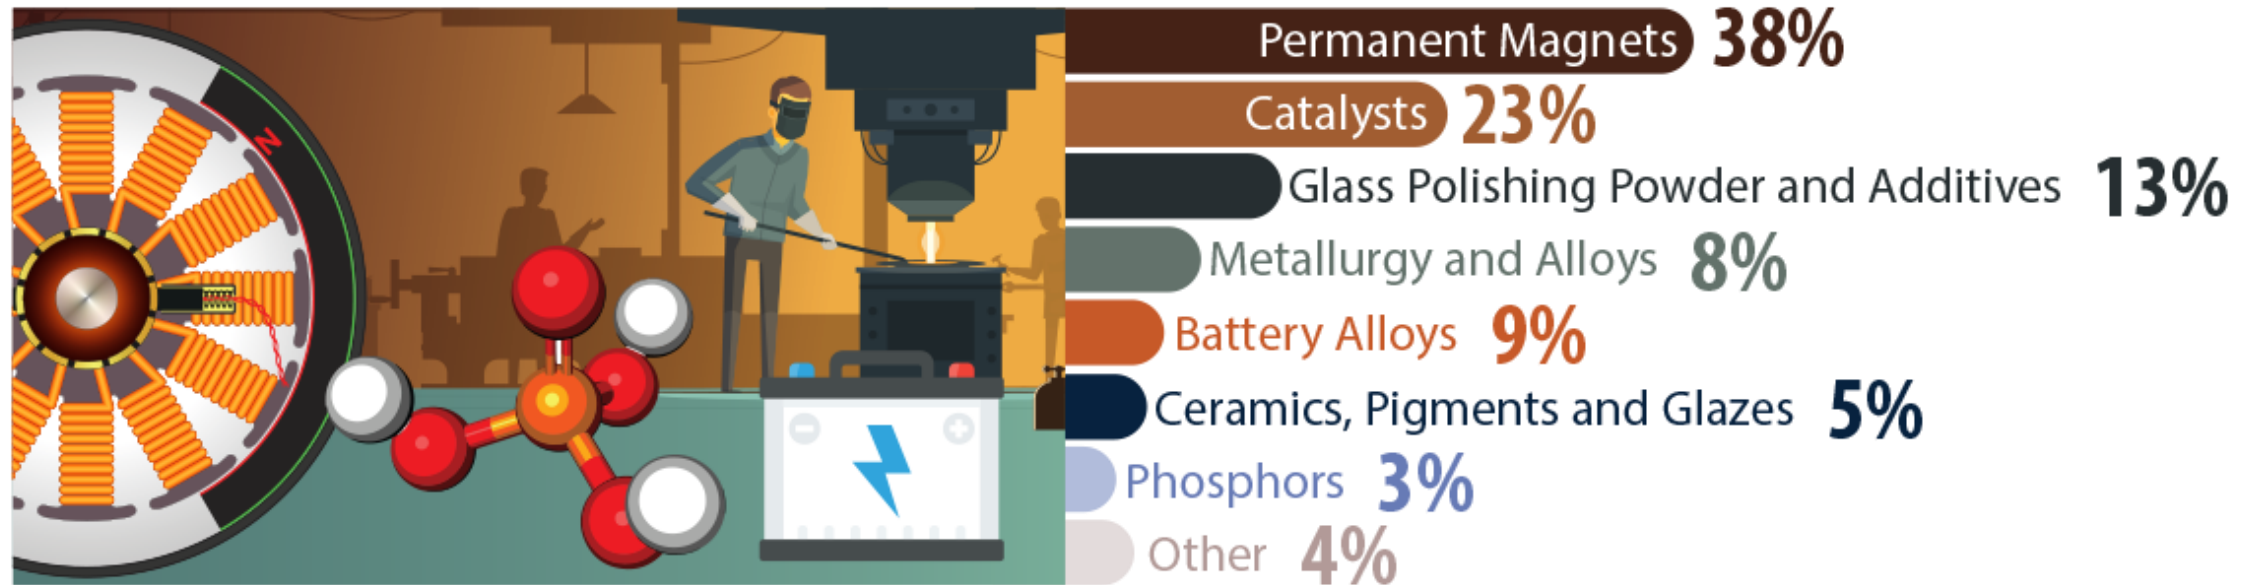 N
Permanent Magnets 38%
Catalysts 23%
Glass Polishing Powder and Additives 13%
Metallurgy and Alloys 8%
Battery Alloys 9%
Ceramics, Pigments and Glazes 5%
Phosphors 3%
Other 4%